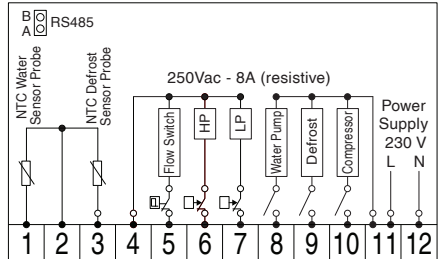 B
A RS485
NTC Water
Sensor Probe
NTC Defrost
Sensor Probe
250Vac - 8A (resistive)
Flow Switch
HP
LP
Water Pump
Defrost
Compressor
Power
Supply
230 V
L N
1 2 3 4 5 6 7 8 9 10 11 12